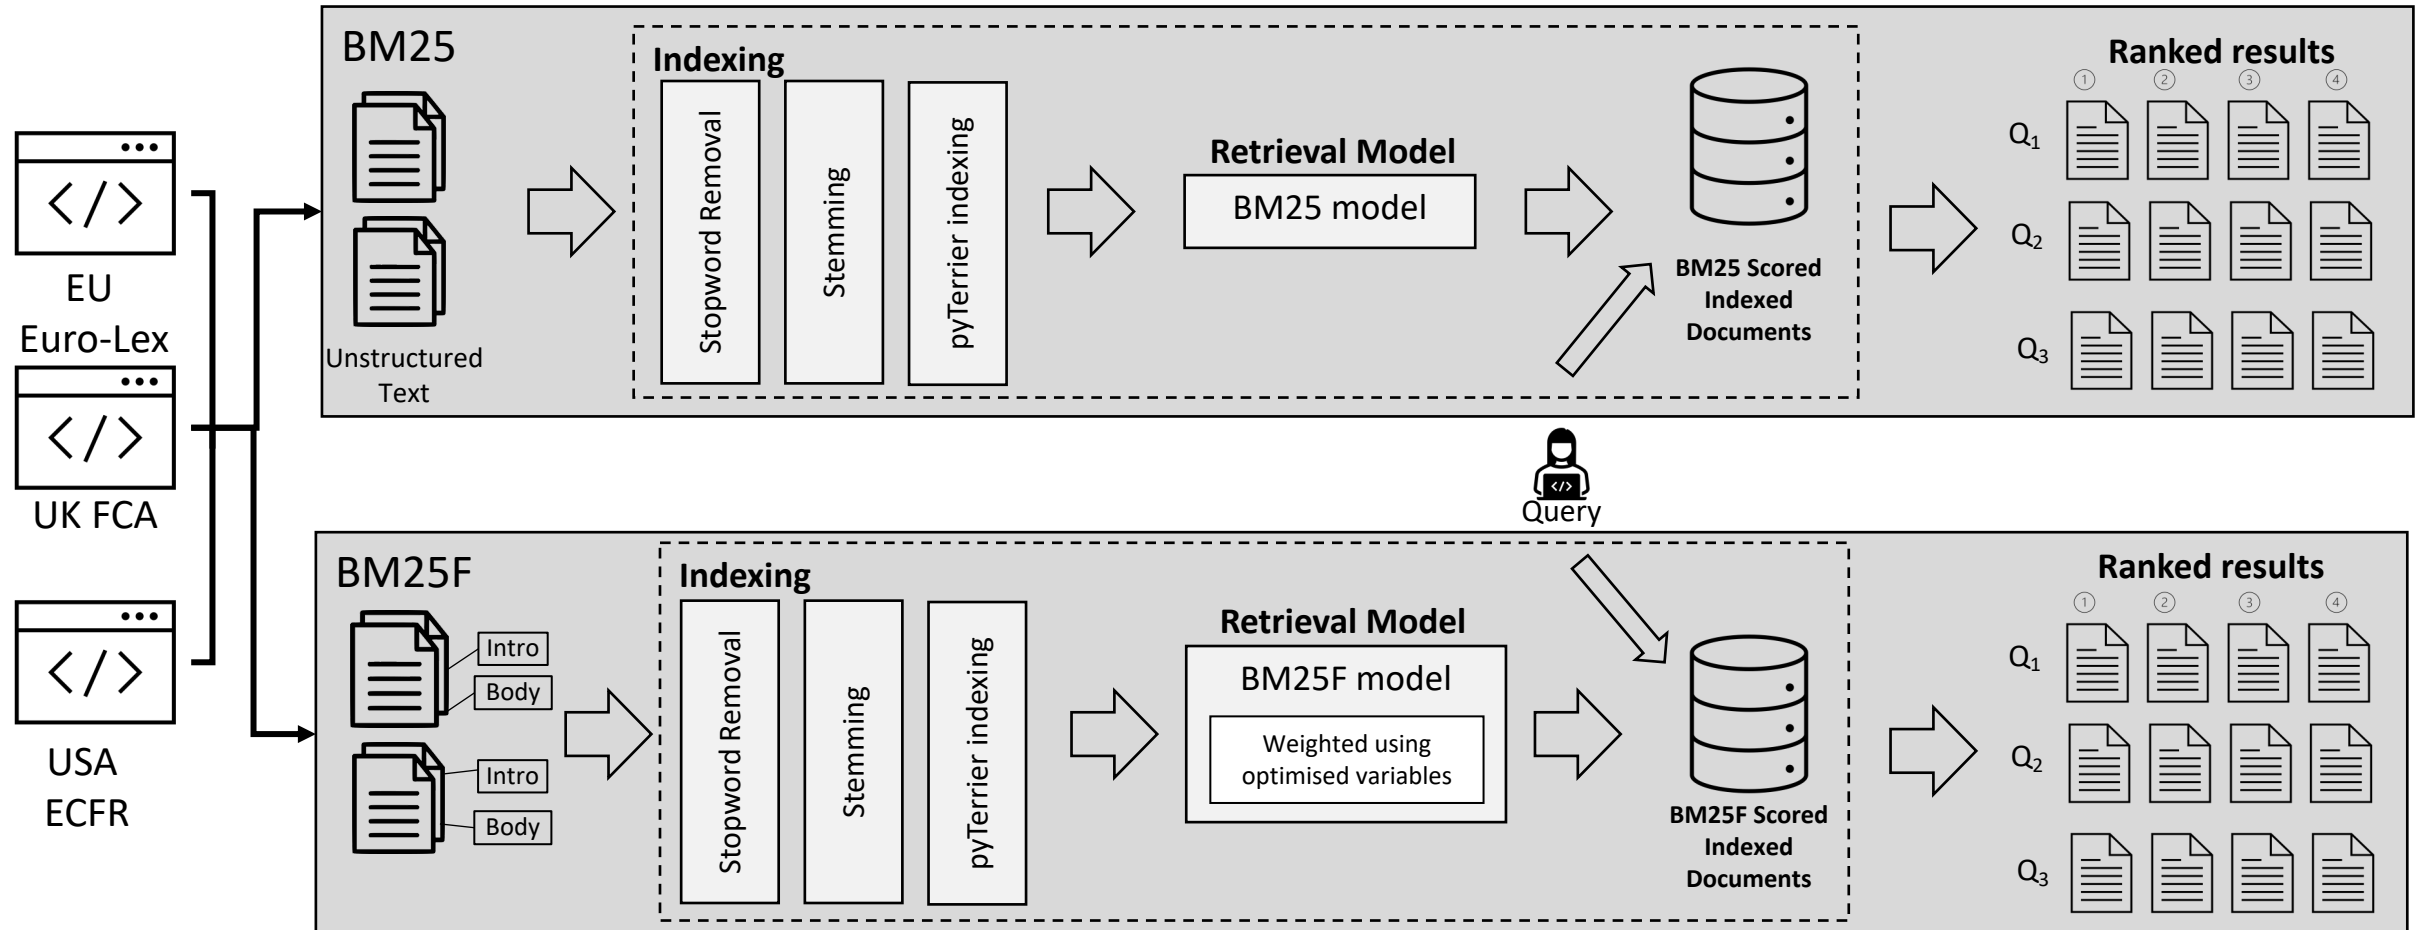 </>
EU
Euro-Lex
</>
UK FCA
</>
USA
ECFR
BM25
Unstructured
Text
Indexing
Stopword Removal
Stemming
pyTerrier indexing
Retrieval Model
BM25 model
BM25 Scored
Indexed
Documents
Ranked results
1 2 3 4
Q1
Q2
Q3
</>
Query
BM25F
Intro
Body
Intro
Body
Indexing
Stopword Removal
Stemming
pyTerrier indexing
Retrieval Model
BM25F model
Weighted using
optimised variables
BM25F Scored
Indexed
Documents
Ranked results
1 2 3 4
Q1
Q2
Q3